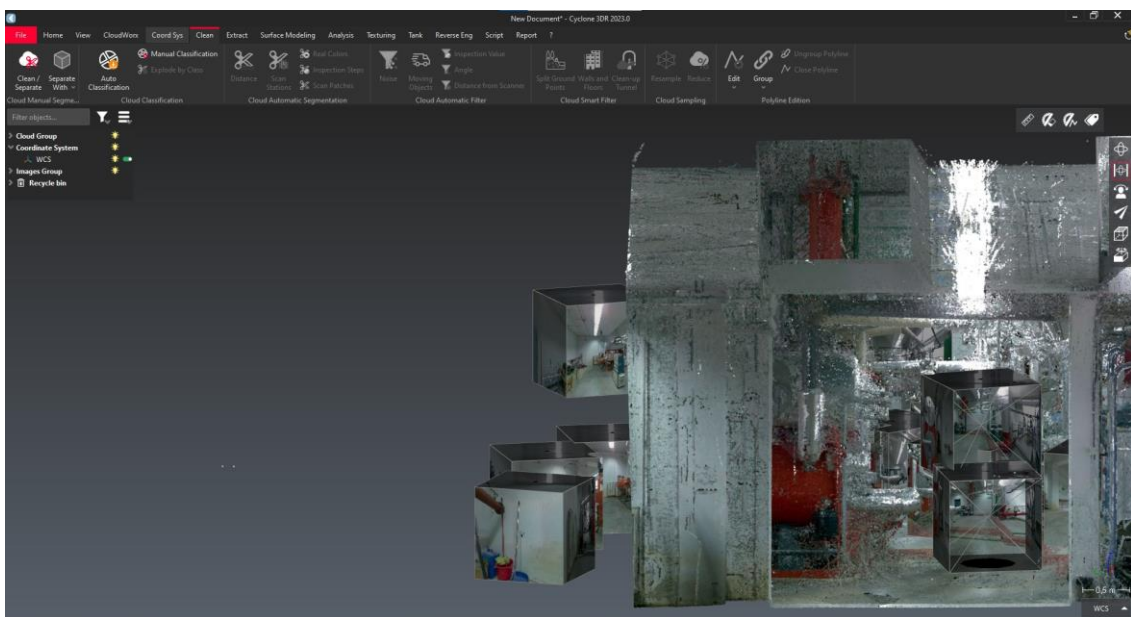 New Document* - Cyclone 3DR 2023.0
File Home View CloudWorx Coord Sys Clean Extract Surface Modeling Analysis Texturing Tank Reverse Eng Script Report ?
Clean / Separate
Separate With
Cloud Manual Segme...
Auto Classification
Manual Classification
Explode by Class
Cloud Classification
Distance
Scan Stations
Real Colors
Inspection Steps
Scan Patches
Cloud Automatic Segmentation
Noise
Moving Objects
Inspection Value
Angle
Distance from Scanner
Cloud Automatic Filter
Split Ground Points
Walls and Floors
Clean-up Tunnel
Cloud Smart Filter
Resample
Reduce
Cloud Sampling
Edit
Group
Ungroup Polyline
Close Polyline
Polyline Edition
Filter objects...
Cloud Group
Coordinate System
WCS
Images Group
Recycle bin
0.5 m
WCS